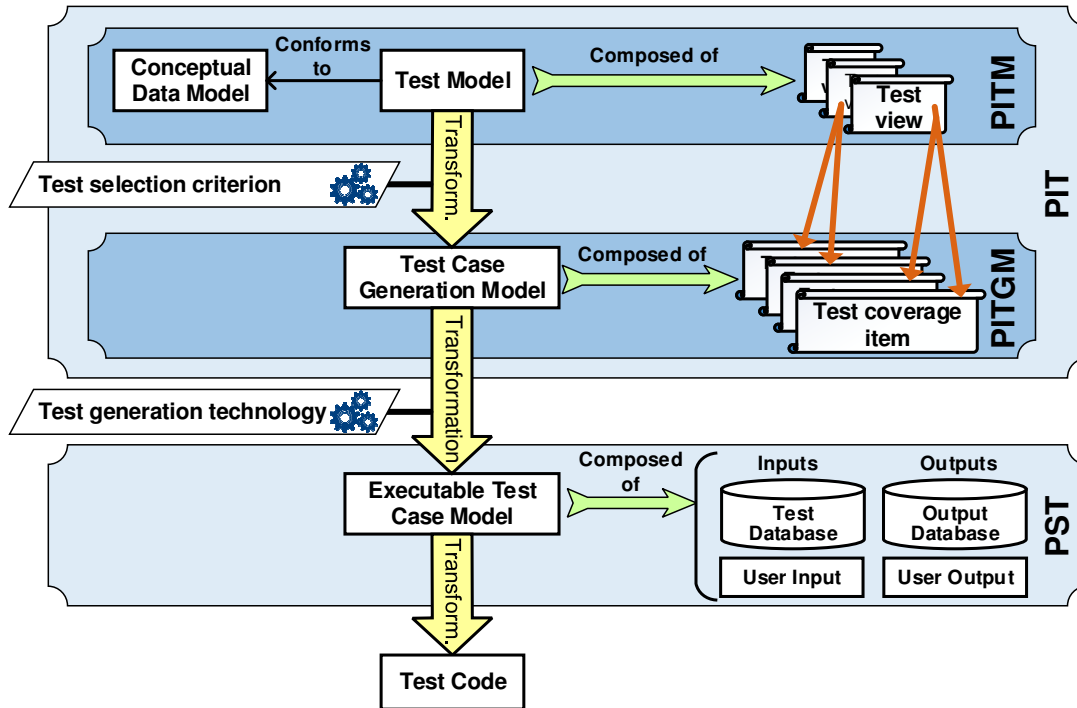 Conceptual
Data Model
Conforms
to
Test Model
Composed of
Test
view
PITM
Transform.
Test selection criterion
PIT
Test Case
Generation Model
Composed of
Test coverage
item
PITGM
Transformation
Test generation technology
Executable Test
Case Model
Composed
of
Inputs
Outputs
Test
Database
Output
Database
User Input
User Output
PST
Transform.
Test Code